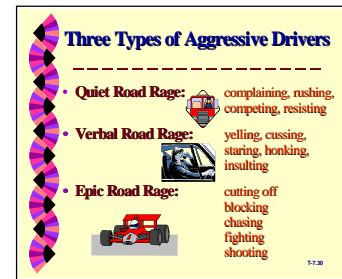 Three Types of Aggressive Drivers
• Quiet Road Rage: complaining, rushing,
competing, resisting
• Verbal Road Rage: yelling, cussing,
staring, honking,
insulting
• Epic Road Rage: cutting off
blocking
chasing
fighting
shooting
T-7.30